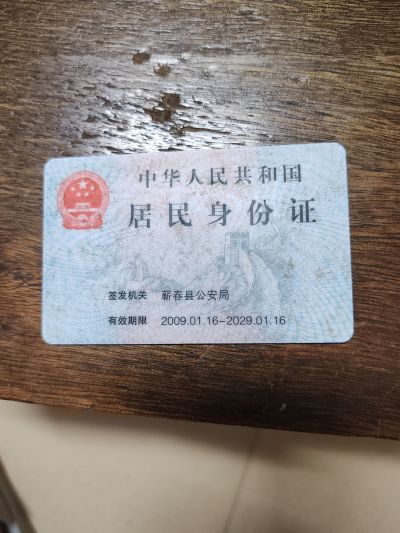 中华人民共和国
居民身份证
签发机关 蕲春县公安局
有效期限 2009.01.16-2029.01.16